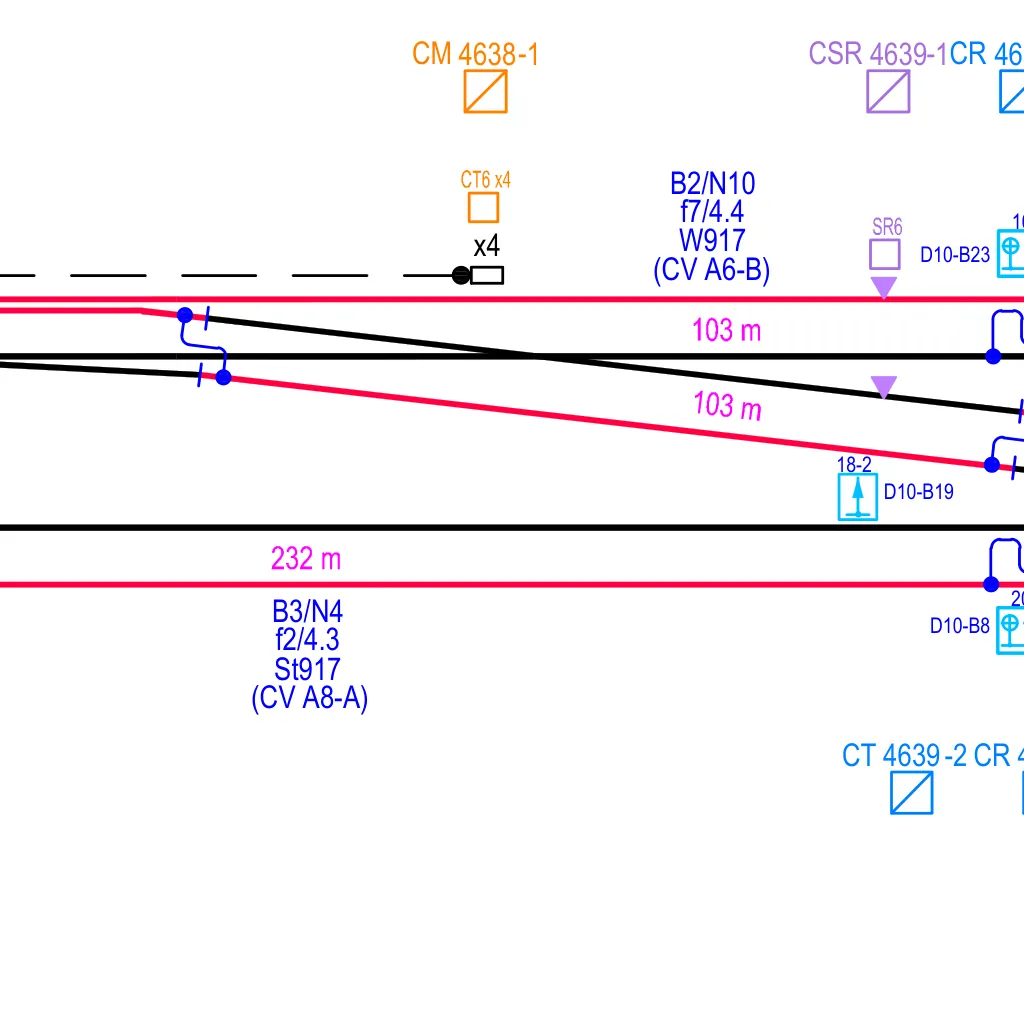 CM 4638-1
CSR 4639-1
CR 46
CT6 x4
x4
B2/N10
f7/4.4
W917
(CV A6-B)
SR6
D10-B23
103 m
103 m
18-2
D10-B19
232 m
B3/N4
f2/4.3
St917
(CV A8-A)
D10-B8
20
CT 4639-2
CR 4